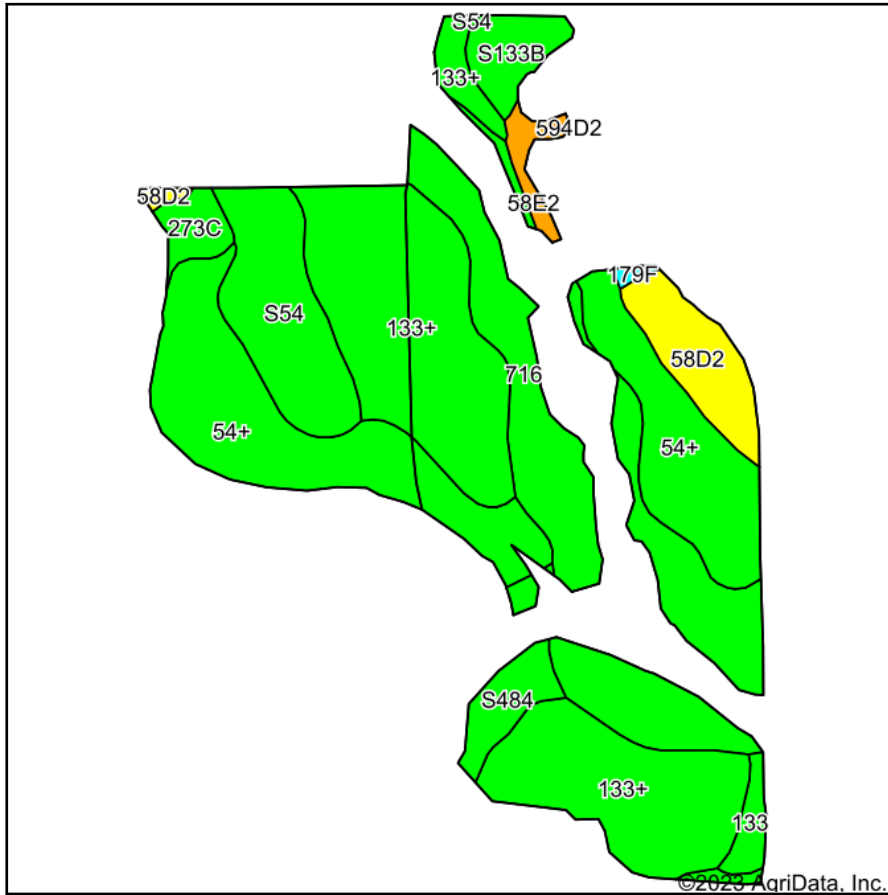 S54
S133B
133+
594D2
58D2
58E2
273C
179F
S54
133+
58D2
716
54+
54+
S484
133+
133
©2023 AgriData, Inc.